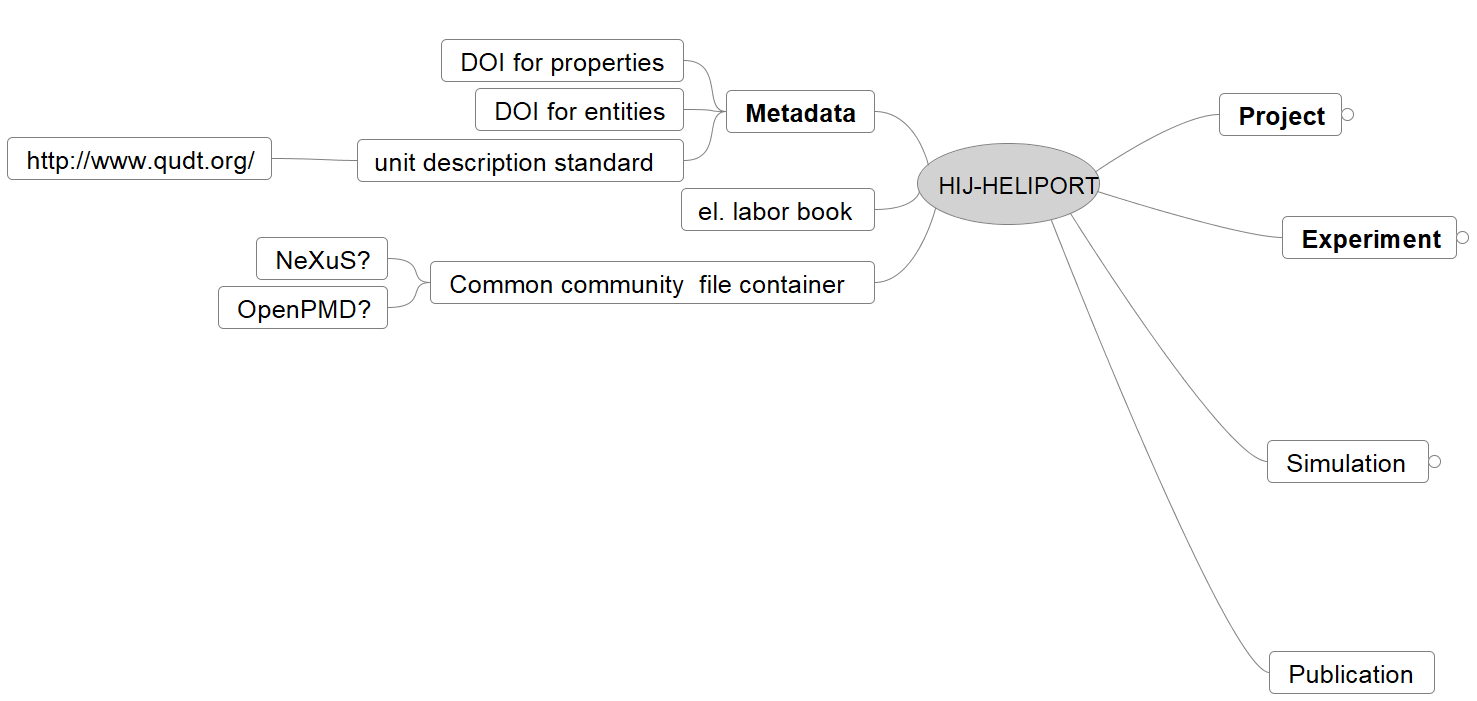 DOI for properties
DOI for entities
Metadata
http://www.qudt.org/
unit description standard
el. labor book
NeXuS?
OpenPMD?
Common community  file container
HIJ-HELIPORT
Project
Experiment
Simulation
Publication